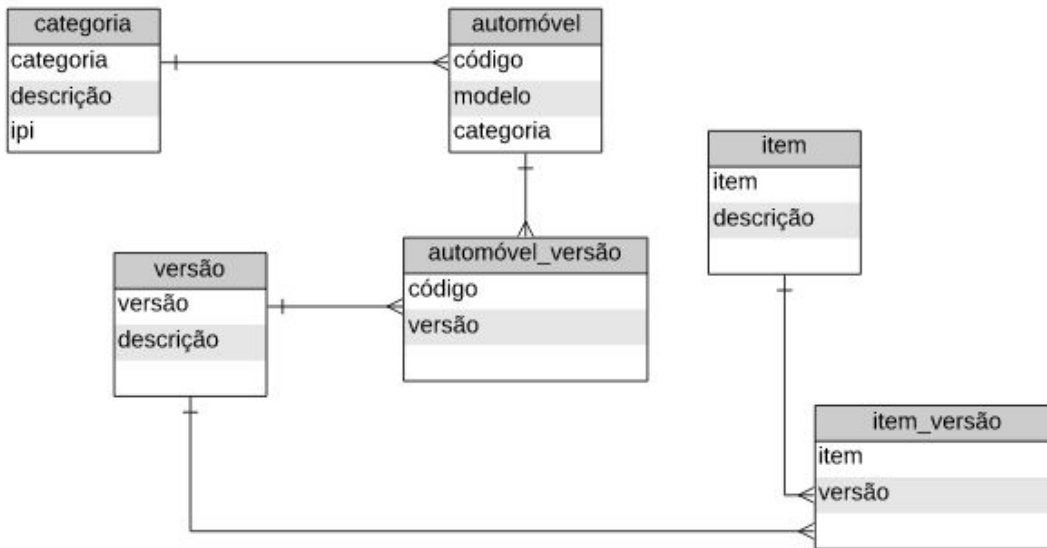 categoria
categoria
descrição
ipi
automóvel
código
modelo
categoria
item
item
descrição
versão
versão
descrição
automóvel_versão
código
versão
item_versão
item
versão